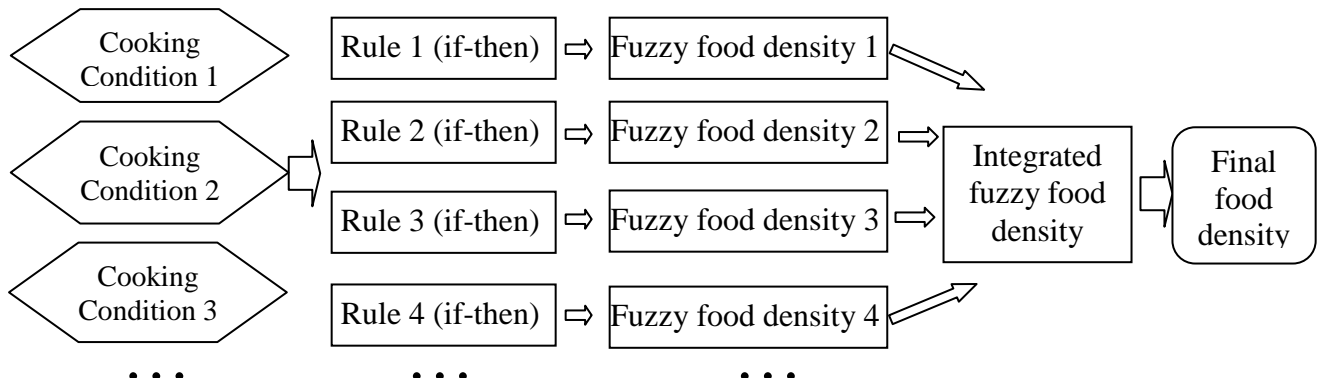 Cooking
Condition 1
Cooking
Condition 2
Cooking
Condition 3
• • •
Rule 1 (if-then)
Rule 2 (if-then)
Rule 3 (if-then)
Rule 4 (if-then)
• • •
Fuzzy food density 1
Fuzzy food density 2
Fuzzy food density 3
Fuzzy food density 4
• • •
Integrated
fuzzy food
density
Final
food
density